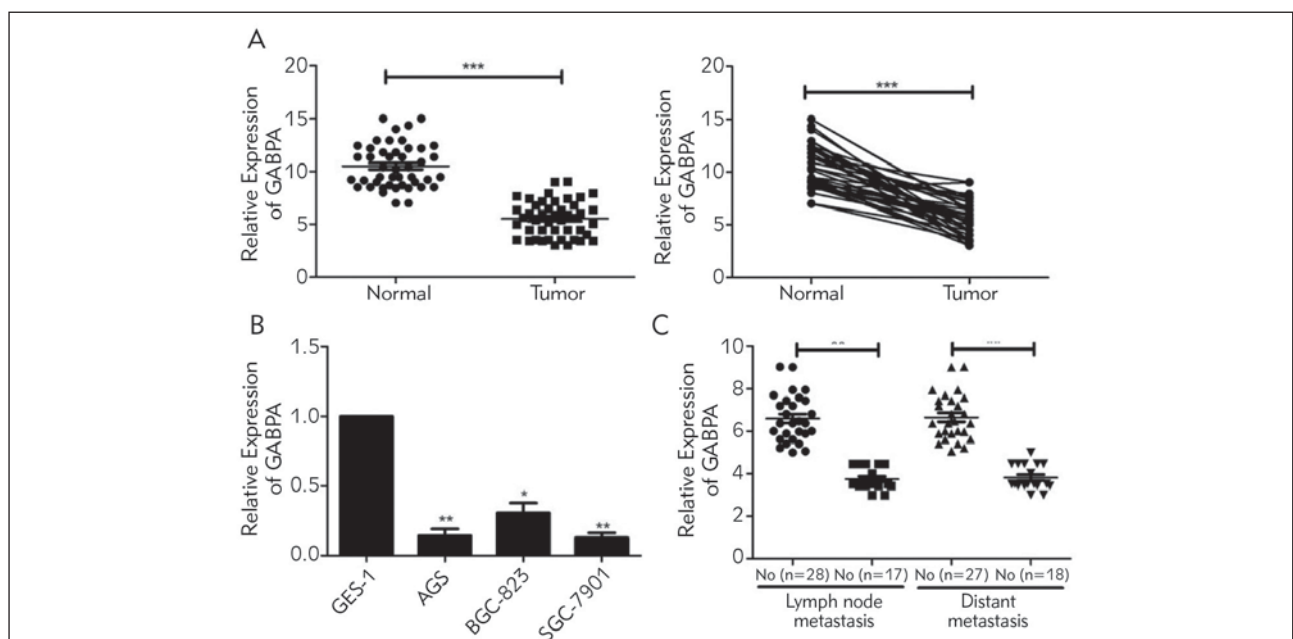 A
Relative Expression
of GABPA
20
15
10
5
0
***
Normal
Tumor
Relative Expression
of GABPA
20
15
10
5
0
***
Normal
Tumor
B
Relative Expression
of GABPA
1.5
1.0
0.5
0.0
**
*
**
GES-1
AGS
BGC-823
SGC-7901
C
Relative Expression
of GABPA
10
8
6
4
2
0
No (n=28)
No (n=17)
No (n=27)
No (n=18)
Lymph node
metastasis
Distant
metastasis